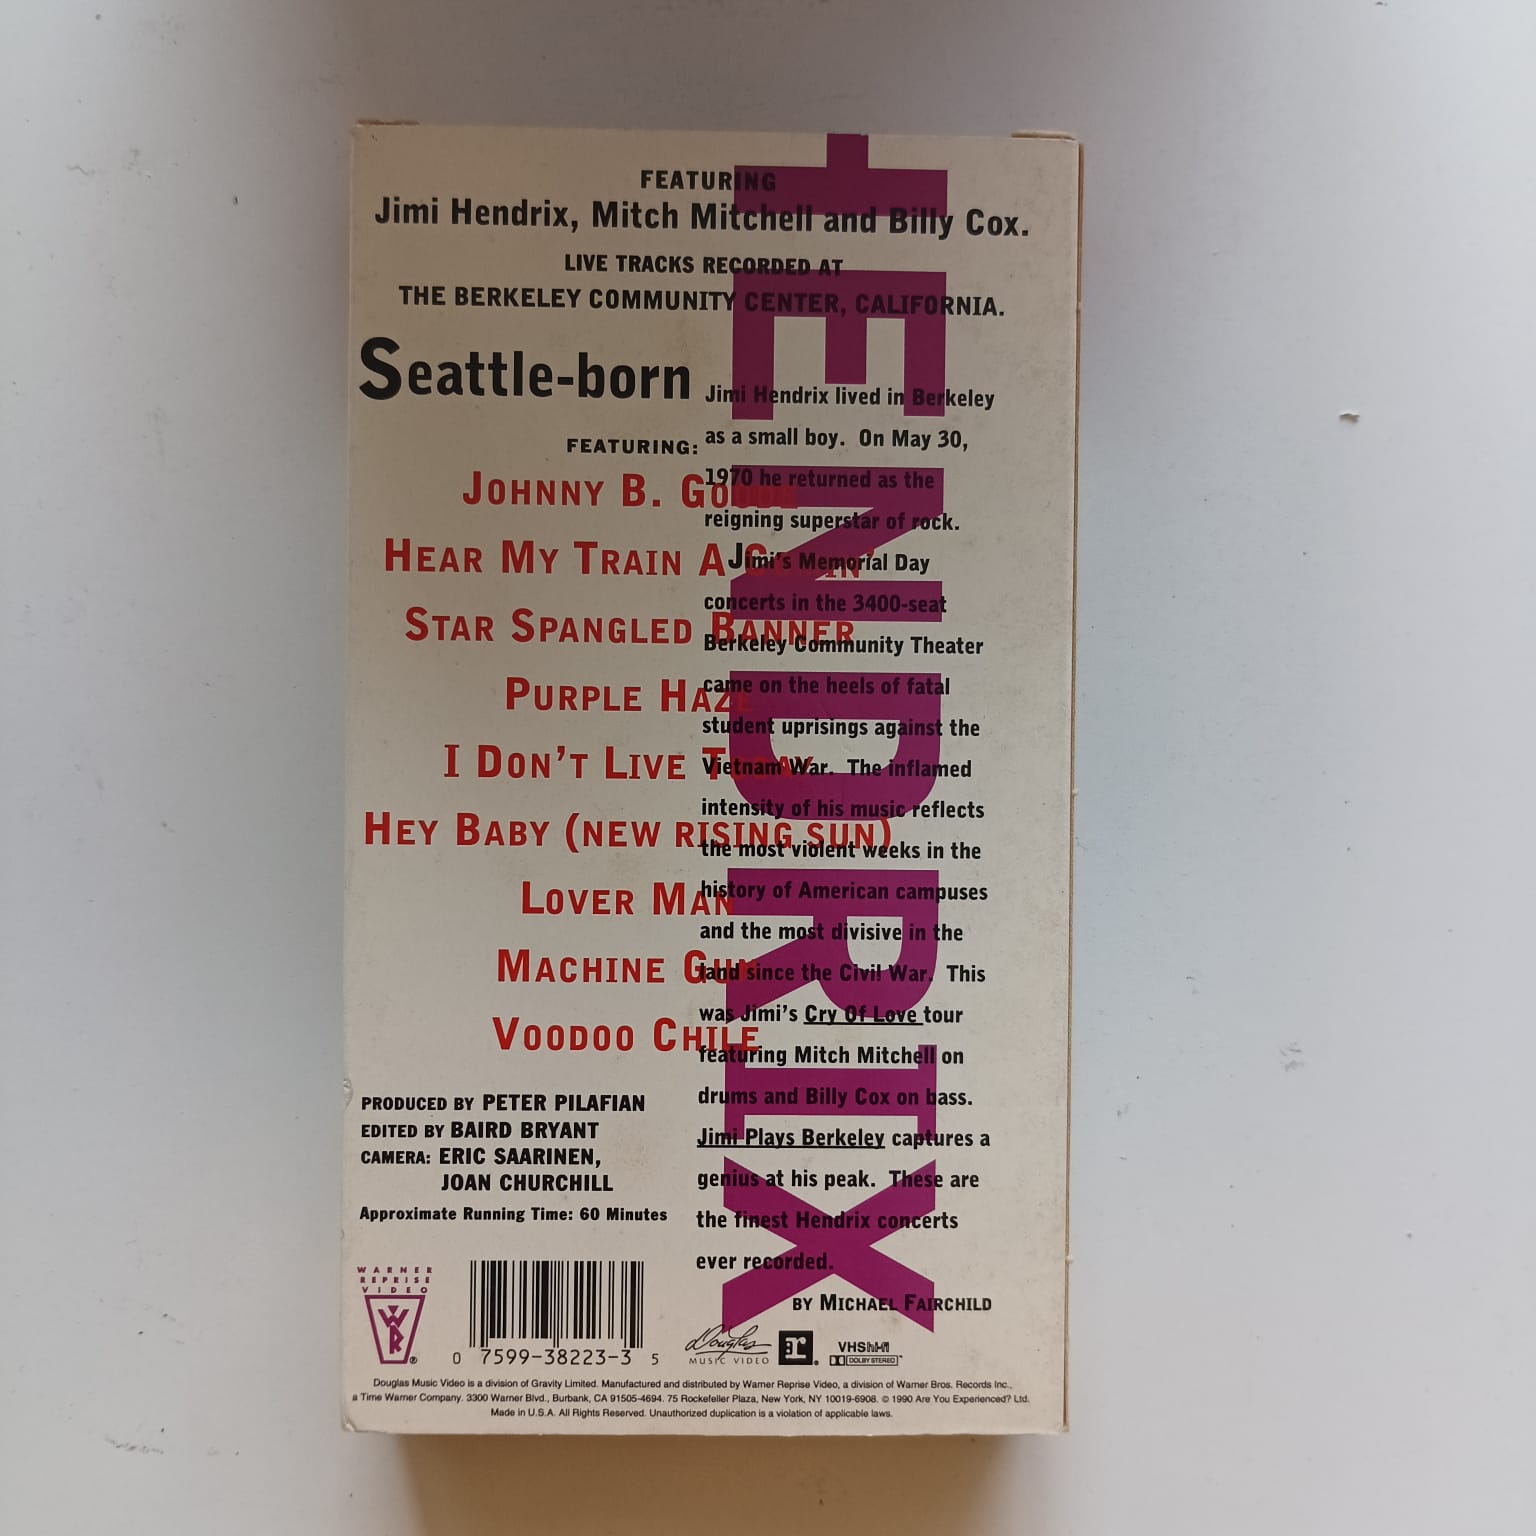 FEATURING
Jimi Hendrix, Mitch Mitchell and Billy Cox.
LIVE TRACKS RECORDED AT
THE BERKELEY COMMUNITY CENTER, CALIFORNIA.
tENDRIX
Seattle-born
Jimi Hendrix lived in Berkeley
as a small boy. On May 30,
1970 he returned as the
reigning superstar of rock.
Jimi's Memorial Day
concerts in the 3400-seat
Berkeley Community Theater
came on the heels of fatal
student uprisings against the
Vietnam War. The inflamed
intensity of his music reflects
the most violent weeks in the
history of American campuses
and the most divisive in the
land since the Civil War. This
was Jimi's Cry Of Love tour
featuring Mitch Mitchell on
drums and Billy Cox on bass.
Jimi Plays Berkeley captures a
genius at his peak. These are
the finest Hendrix concerts
ever recorded.
BY MICHAEL FAIRCHILD
FEATURING:
JOHNNY B. GOODE
HEAR MY TRAIN A COMIN'
STAR SPANGLED BANNER
PURPLE HAZE
I DON'T LIVE TODAY
HEY BABY (NEW RISING SUN)
LOVER MAN
MACHINE GUN
VOODOO CHILE
PRODUCED BY PETER PILAFIAN
EDITED BY BAIRD BRYANT
CAMERA: ERIC SAARINEN,
JOAN CHURCHILL
Approximate Running Time: 60 Minutes
WARNER
REPRISE
VIDEO
WR
®
0 7599-38223-3 5
Douglas
MUSIC VIDEO
r
VHS hi-fi
DOLBY STEREO
Douglas Music Video is a division of Gravity Limited. Manufactured and distributed by Warner Reprise Video, a division of Warner Bros. Records Inc.,
a Time Warner Company. 3300 Warner Blvd., Burbank, CA 91505-4694. 75 Rockefeller Plaza, New York, NY 10019-6908. © 1990 Are You Experienced? Ltd.
Made in U.S.A. All Rights Reserved. Unauthorized duplication is a violation of applicable laws.